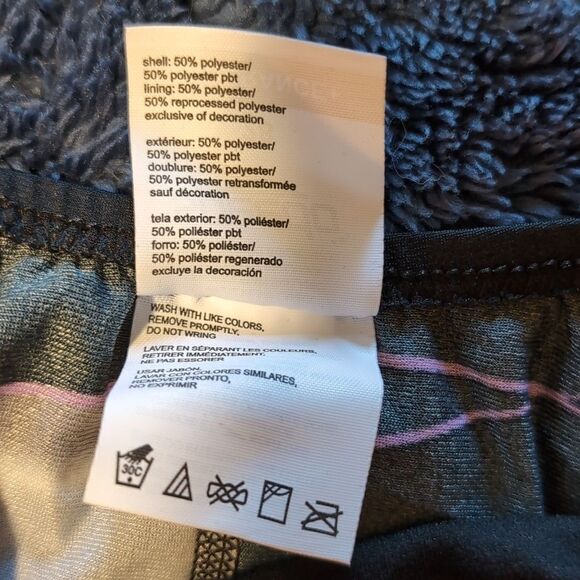 shell: 50% polyester/
50% polyester pbt
lining: 50% polyester/
50% reprocessed polyester
exclusive of decoration
extérieur: 50% polyester/
50% polyester pbt
doublure: 50% polyester/
50% polyester retransformée
sauf décoration
tela exterior: 50% poliéster/
50% poliéster pbt
forro: 50% poliéster/
50% poliéster regenerado
excluye la decoración
WASH WITH LIKE COLORS,
REMOVE PROMPTLY,
DO NOT WRING
LAVER EN SÉPARANT LES COULEURS,
RETIRER IMMÉDIATEMENT,
NE PAS ESSORER
USAR JABÓN,
LAVAR CON COLORES SIMILARES,
REMOVER PRONTO,
NO EXPRIMIR
30C